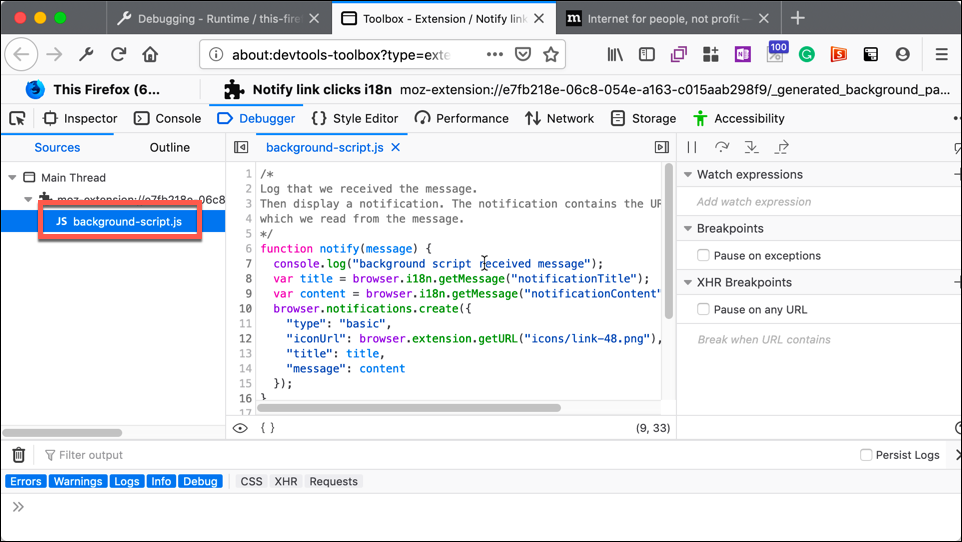 Debugging - Runtime / this-fire
Toolbox - Extension / Notify link
Internet for people, not profit —
about:devtools-toolbox?type=exte
100
This Firefox (6...
Notify link clicks i18n moz-extension://e7fb218e-06c8-054e-a163-c015aab298f9/_generated_background_pa...
Inspector
Console
Debugger
Style Editor
Performance
Network
Storage
Accessibility
Sources
Outline
Main Thread
moz-extension://e7fb218e-06c8
JS background-script.js
background-script.js
1 /*
2 Log that we received the message.
3 Then display a notification. The notification contains the UR
4 which we read from the message.
5 */
6 function notify(message) {
7 console.log("background script received message");
8 var title = browser.i18n.getMessage("notificationTitle");
9 var content = browser.i18n.getMessage("notificationContent"
10 browser.notifications.create({
11 "type": "basic",
12 "iconUrl": browser.extension.getURL("icons/link-48.png"),
13 "title": title,
14 "message": content
15 });
16 }
17
{ }
(9, 33)
Watch expressions
Add watch expression
Breakpoints
Pause on exceptions
XHR Breakpoints
Pause on any URL
Break when URL contains
Filter output
Persist Logs
Errors
Warnings
Logs
Info
Debug
CSS
XHR
Requests